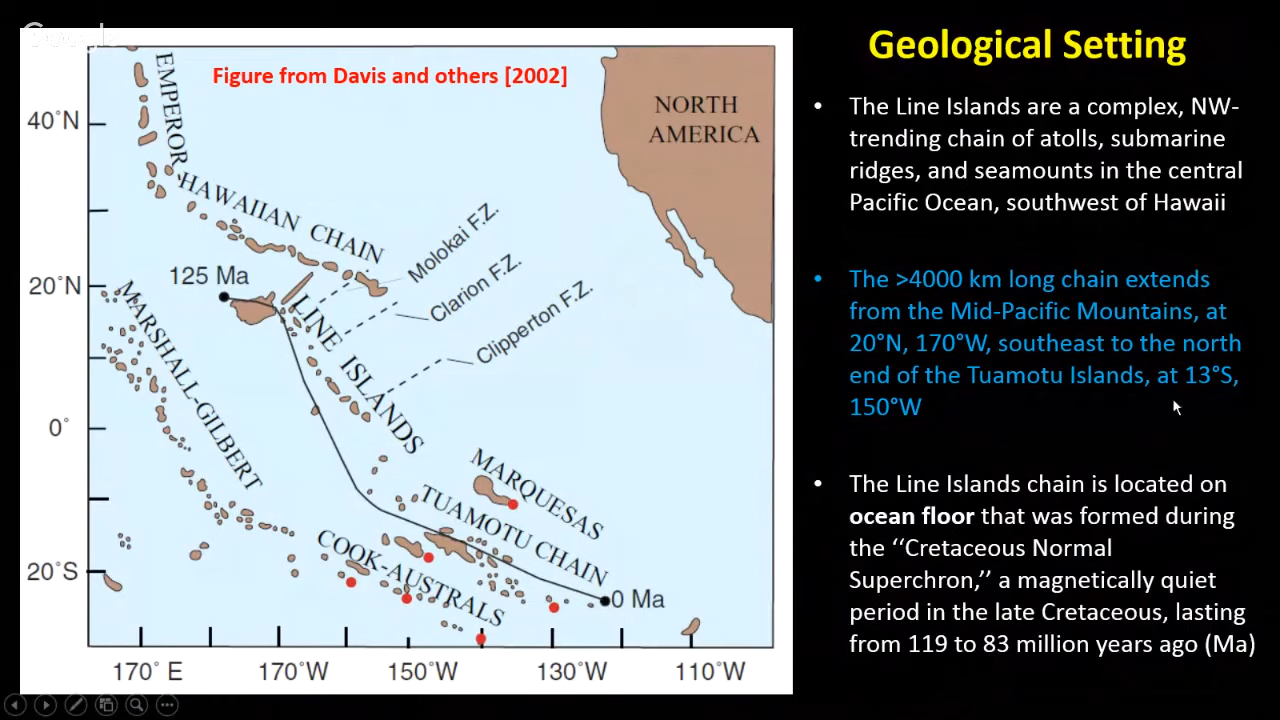 Google
Geological Setting
Figure from Davis and others [2002]
EMPEROR
HAWAIIAN CHAIN
NORTH
AMERICA
40°N
20°N
0°
20°S
125 Ma
Molokai F.Z.
Clarion F.Z.
Clipperton F.Z.
LINE ISLANDS
MARSHALL-GILBERT
MARQUESAS
TUAMOTU CHAIN
COOK-AUSTRALS
0 Ma
170° E
170°W
150°W
130°W
110°W
• The Line Islands are a complex, NW-
trending chain of atolls, submarine
ridges, and seamounts in the central
Pacific Ocean, southwest of Hawaii
• The >4000 km long chain extends
from the Mid-Pacific Mountains, at
20°N, 170°W, southeast to the north
end of the Tuamotu Islands, at 13°S,
150°W
• The Line Islands chain is located on
ocean floor that was formed during
the ‘‘Cretaceous Normal
Superchron,’’ a magnetically quiet
period in the late Cretaceous, lasting
from 119 to 83 million years ago (Ma)